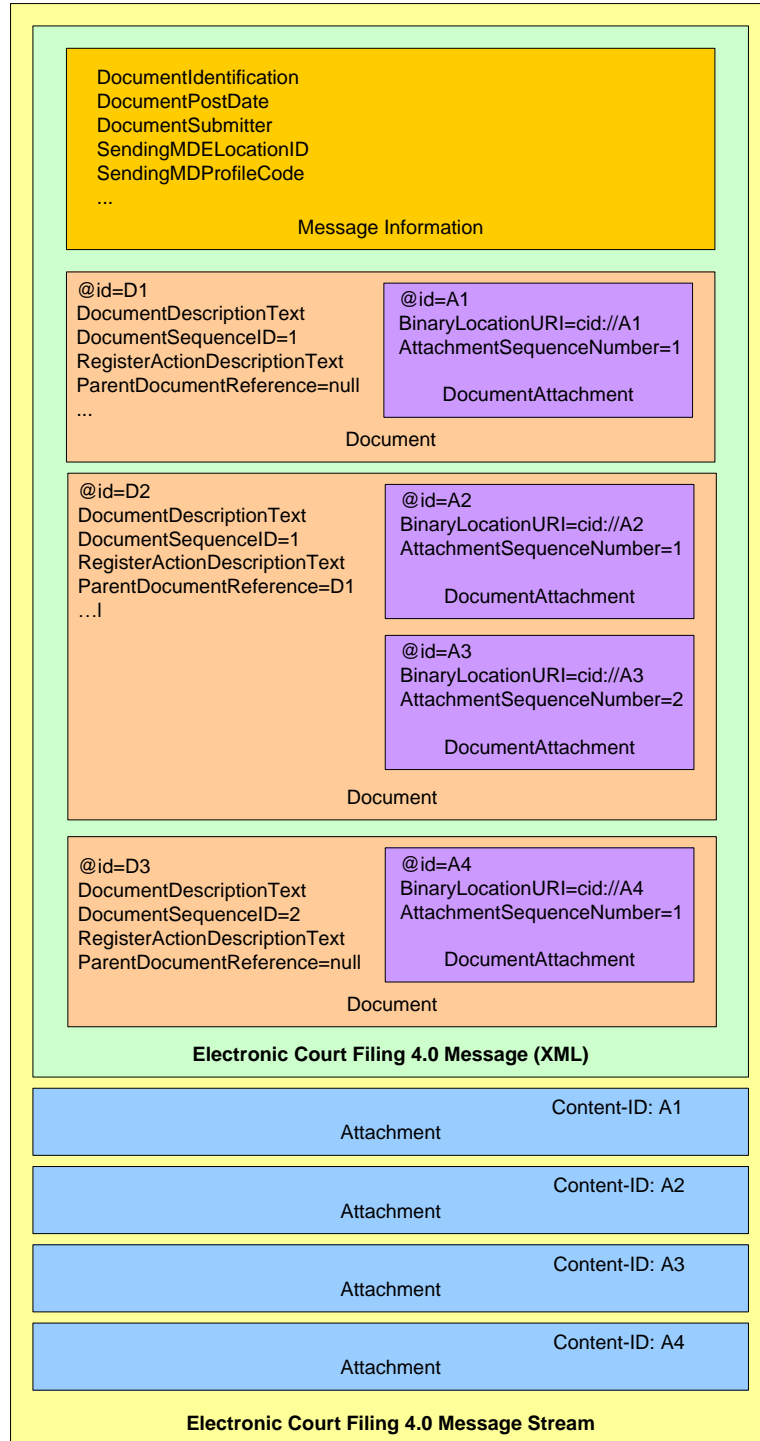 DocumentIdentification
DocumentPostDate
DocumentSubmitter
SendingMDELocationID
SendingMDProfileCode
...
Message Information
@id=D1
DocumentDescriptionText
DocumentSequenceID=1
RegisterActionDescriptionText
ParentDocumentReference=null
...
@id=A1
BinaryLocationURI=cid://A1
AttachmentSequenceNumber=1
DocumentAttachment
Document
@id=D2
DocumentDescriptionText
DocumentSequenceID=1
RegisterActionDescriptionText
ParentDocumentReference=D1
…l
@id=A2
BinaryLocationURI=cid://A2
AttachmentSequenceNumber=1
DocumentAttachment
@id=A3
BinaryLocationURI=cid://A3
AttachmentSequenceNumber=2
DocumentAttachment
Document
@id=D3
DocumentDescriptionText
DocumentSequenceID=2
RegisterActionDescriptionText
ParentDocumentReference=null
@id=A4
BinaryLocationURI=cid://A4
AttachmentSequenceNumber=1
DocumentAttachment
Document
Electronic Court Filing 4.0 Message (XML)
Content-ID: A1
Attachment
Content-ID: A2
Attachment
Content-ID: A3
Attachment
Content-ID: A4
Attachment
Electronic Court Filing 4.0 Message Stream